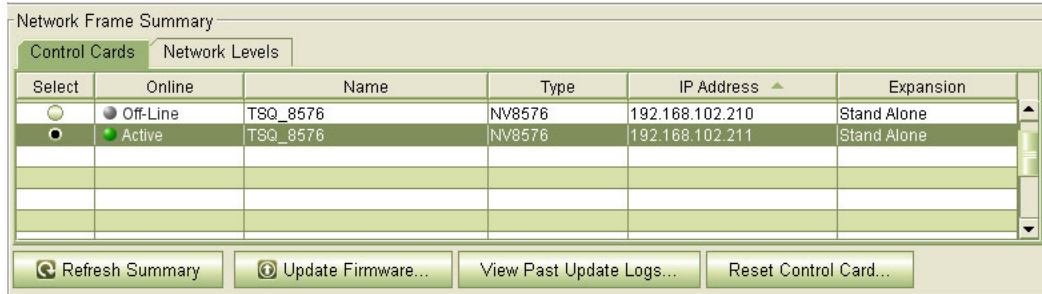 Network Frame Summary
Control Cards Network Levels
Select Online Name Type IP Address Expansion
Off-Line TSQ_8576 NV8576 192.168.102.210 Stand Alone
Active TSQ_8576 NV8576 192.168.102.211 Stand Alone
Refresh Summary Update Firmware... View Past Update Logs... Reset Control Card...